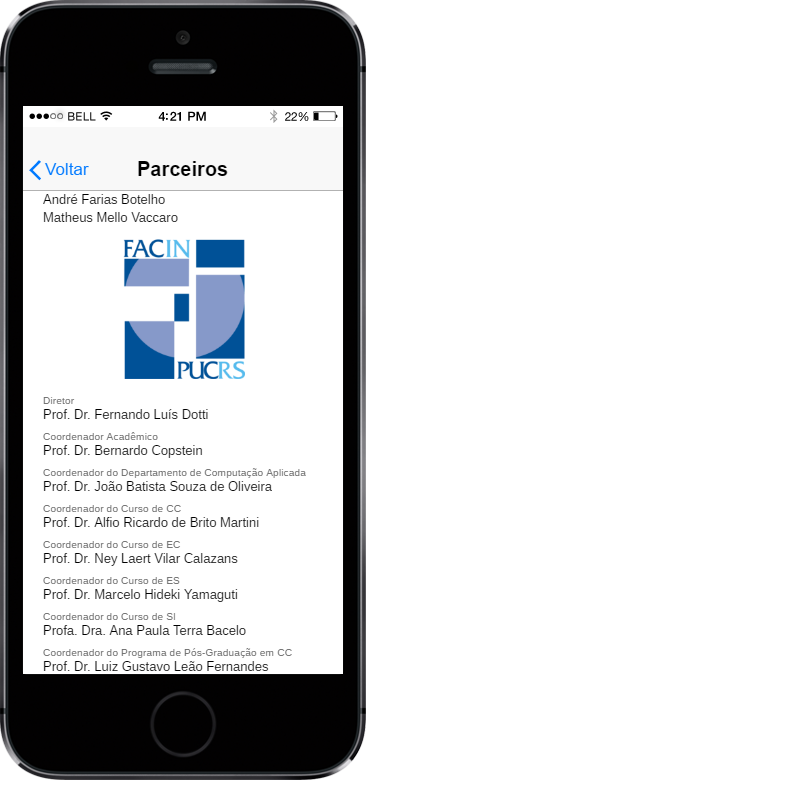 BELL 4:21 PM 22%
Voltar Parceiros
André Farias Botelho
Matheus Mello Vaccaro
FACIN
PUCRS
Diretor
Prof. Dr. Fernando Luís Dotti
Coordenador Acadêmico
Prof. Dr. Bernardo Copstein
Coordenador do Departamento de Computação Aplicada
Prof. Dr. João Batista Souza de Oliveira
Coordenador do Curso de CC
Prof. Dr. Alfio Ricardo de Brito Martini
Coordenador do Curso de EC
Prof. Dr. Ney Laert Vilar Calazans
Coordenador do Curso de ES
Prof. Dr. Marcelo Hideki Yamaguti
Coordenador do Curso de SI
Profa. Dra. Ana Paula Terra Bacelo
Coordenador do Programa de Pós-Graduação em CC
Prof. Dr. Luiz Gustavo Leão Fernandes